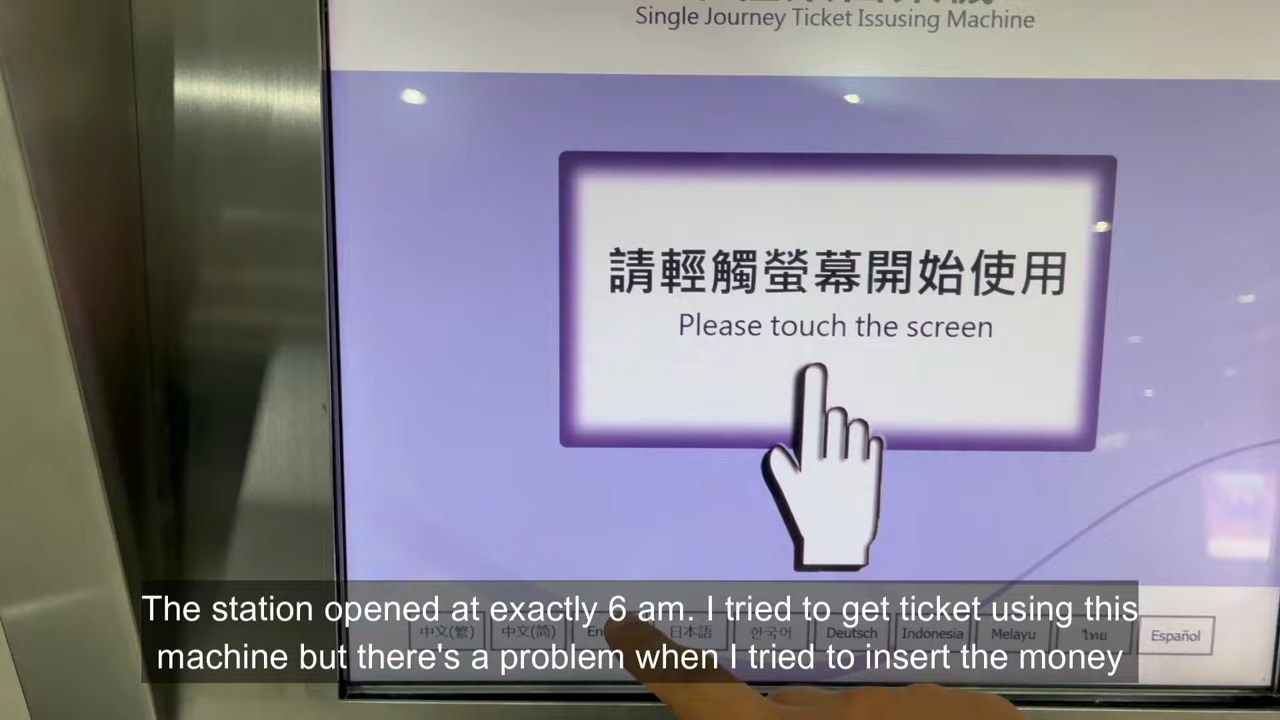 Single Journey Ticket Issusing Machine
請輕觸螢幕開始使用
Please touch the screen
The station opened at exactly 6 am. I tried to get ticket using this
machine but there's a problem when I tried to insert the money
中文(繁) 中文(简) En 日本語 한국어 Deutsch Indonesia Melayu ไทย Español